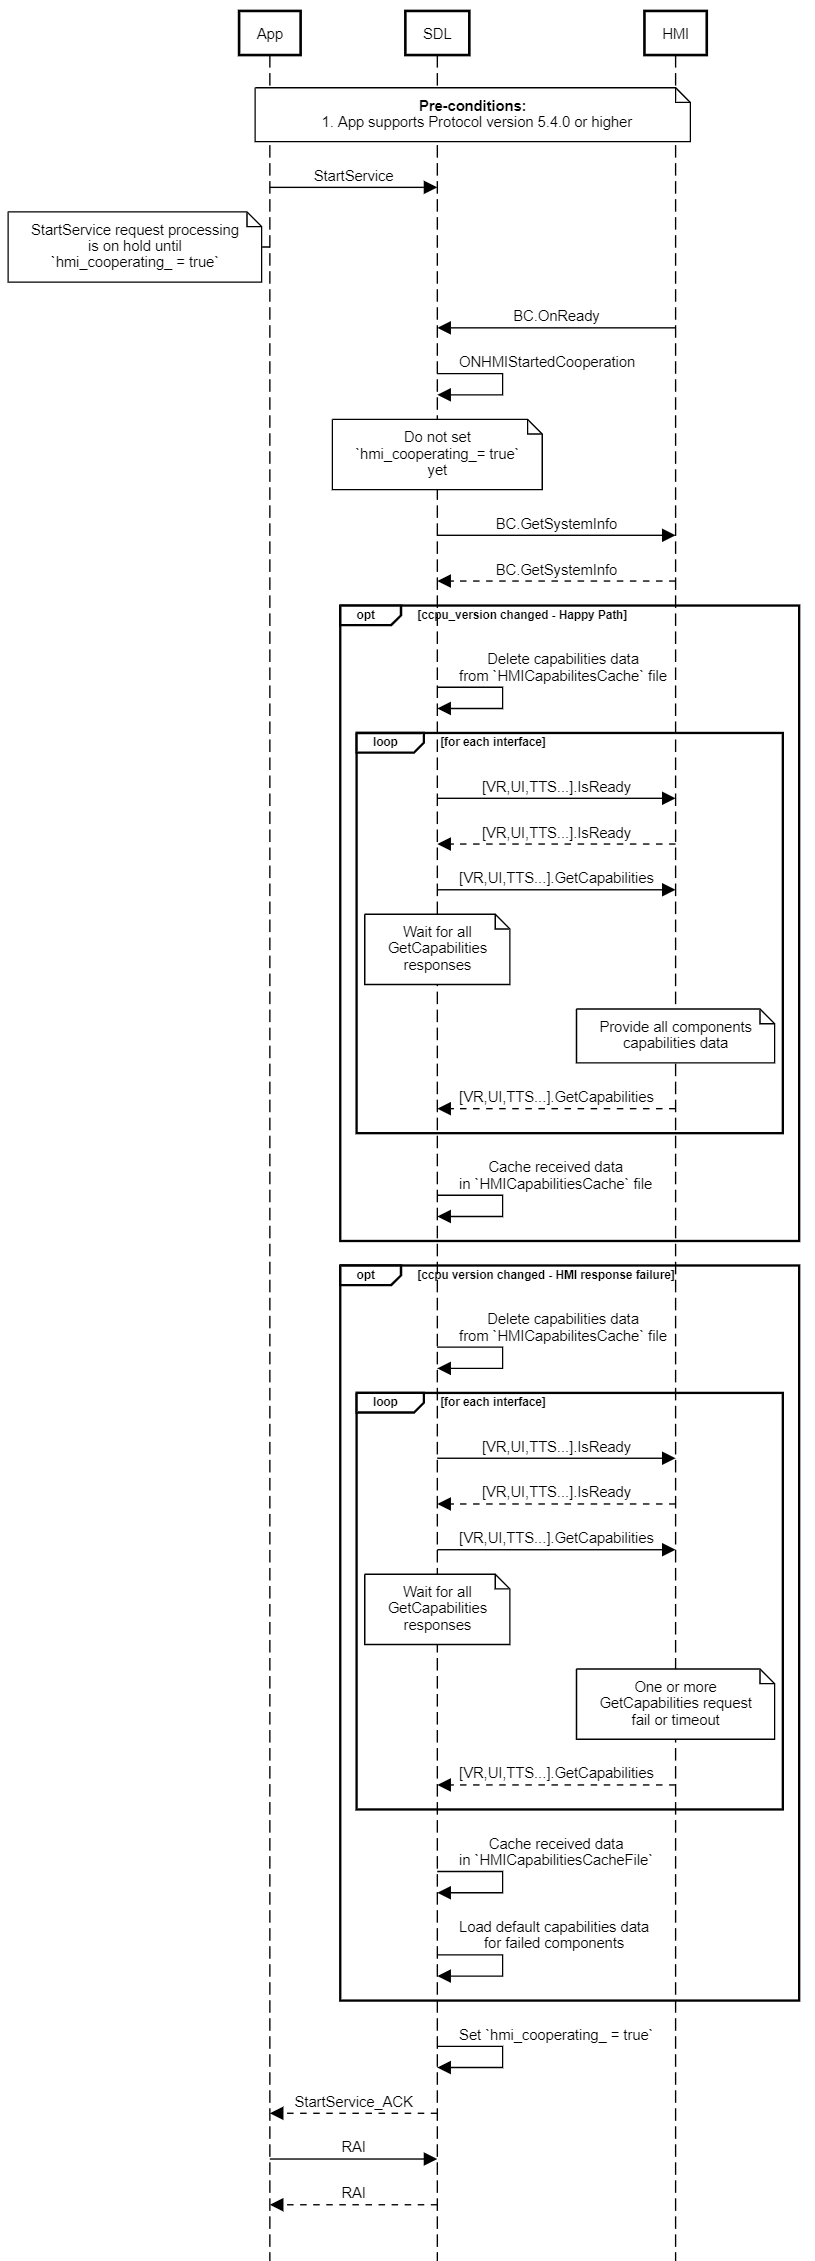 App
SDL
HMI
Pre-conditions:
1. App supports Protocol version 5.4.0 or higher
StartService
StartService request processing
is on hold until
`hmi_cooperating_ = true`
BC.OnReady
ONHMIStartedCooperation
Do not set
`hmi_cooperating_= true`
yet
BC.GetSystemInfo
BC.GetSystemInfo
opt
[ccpu_version changed - Happy Path]
Delete capabilities data
from `HMICapabilitesCache` file
loop
[for each interface]
[VR,UI,TTS...].IsReady
[VR,UI,TTS...].IsReady
[VR,UI,TTS...].GetCapabilities
Wait for all
GetCapabilities
responses
Provide all components
capabilities data
[VR,UI,TTS...].GetCapabilities
Cache received data
in `HMICapabilitiesCache` file
opt
[ccpu version changed - HMI response failure]
Delete capabilities data
from `HMICapabilitesCache` file
loop
[for each interface]
[VR,UI,TTS...].IsReady
[VR,UI,TTS...].IsReady
[VR,UI,TTS...].GetCapabilities
Wait for all
GetCapabilities
responses
One or more
GetCapabilities request
fail or timeout
[VR,UI,TTS...].GetCapabilities
Cache received data
in `HMICapabilitiesCacheFile`
Load default capabilities data
for failed components
Set `hmi_cooperating_ = true`
StartService_ACK
RAI
RAI